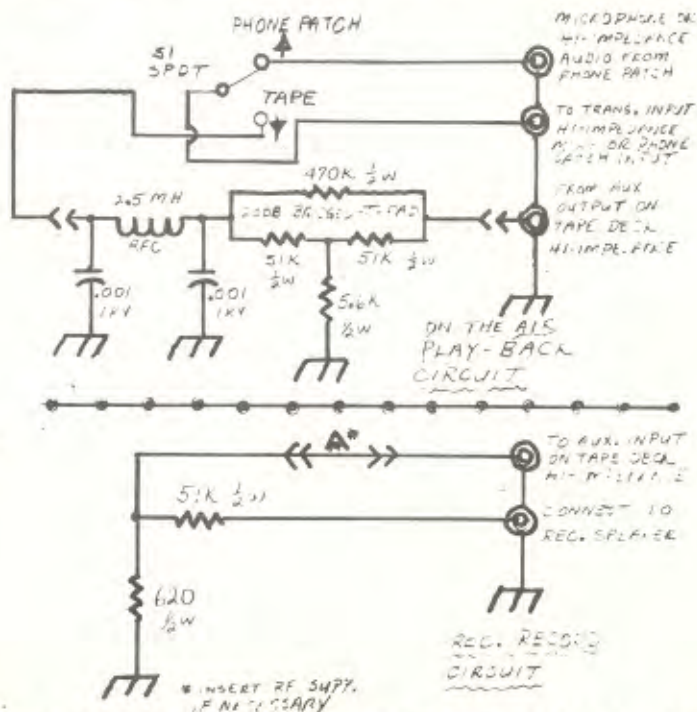 PHONE PATCH
S1
SPDT
TAPE
MICROPHONE OR
HI-IMPEDANCE
AUDIO FROM
PHONE PATCH
TO TRANS. INPUT
HI-IMPEDANCE
OR PHONE
PATCH INPUT
FROM AUX
OUTPUT ON
TAPE DECK
HI-IMPEDANCE
470K ½W
2.5 MH
RFC
20DB BRIDGED-T-PAD
51K
½W
51K ½W
.001
1KV
.001
1KV
5.6K
½W
ON THE AIR
PLAY-BACK
CIRCUIT
A*
TO AUX. INPUT
ON TAPE DECK
51K ½W
CONNECT TO
REC. SPEAKER
620
½W
REC. RECORD
CIRCUIT
* INSERT RF SUPY.
IF NECESSARY